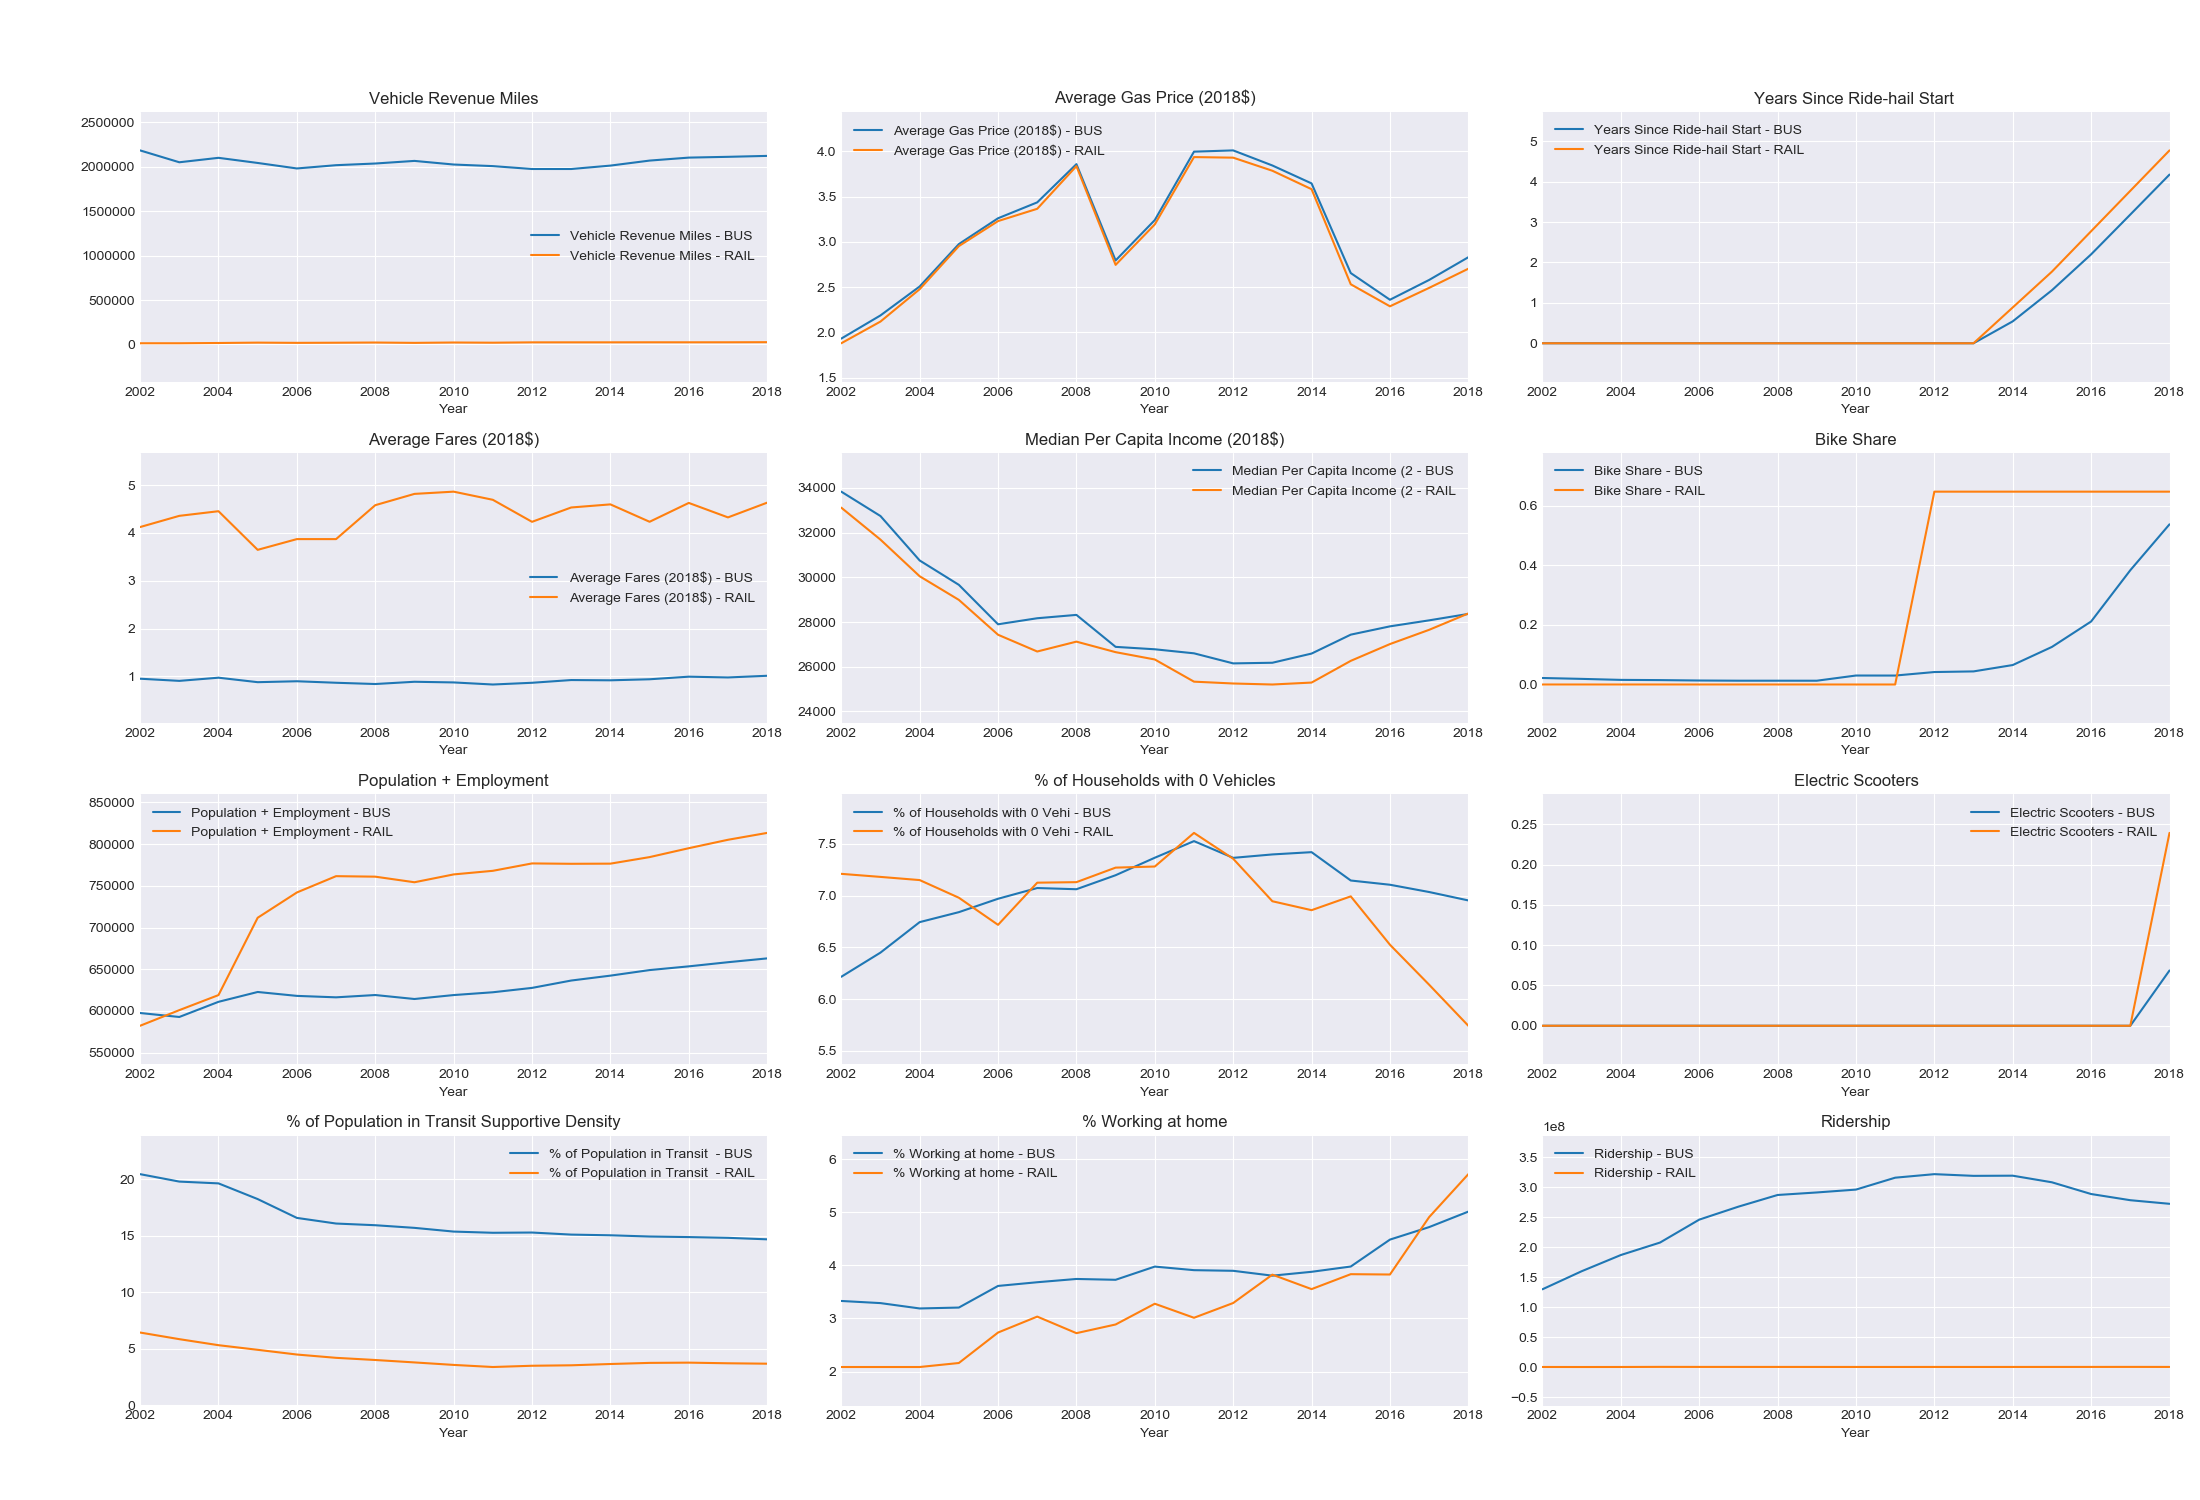 Vehicle Revenue Miles
2500000
2000000
1500000
1000000
500000
0
Vehicle Revenue Miles - BUS
Vehicle Revenue Miles - RAIL
2002 2004 2006 2008 2010 2012 2014 2016 2018
Year
Average Gas Price (2018$)
Average Gas Price (2018$) - BUS
Average Gas Price (2018$) - RAIL
4.0
3.5
3.0
2.5
2.0
1.5
2002 2004 2006 2008 2010 2012 2014 2016 2018
Year
Years Since Ride-hail Start
Years Since Ride-hail Start - BUS
Years Since Ride-hail Start - RAIL
5
4
3
2
1
0
2002 2004 2006 2008 2010 2012 2014 2016 2018
Year
Average Fares (2018$)
5
4
3
2
1
Average Fares (2018$) - BUS
Average Fares (2018$) - RAIL
2002 2004 2006 2008 2010 2012 2014 2016 2018
Year
Median Per Capita Income (2018$)
Median Per Capita Income (2 - BUS
Median Per Capita Income (2 - RAIL
34000
32000
30000
28000
26000
24000
2002 2004 2006 2008 2010 2012 2014 2016 2018
Year
Bike Share
Bike Share - BUS
Bike Share - RAIL
0.6
0.4
0.2
0.0
2002 2004 2006 2008 2010 2012 2014 2016 2018
Year
Population + Employment
Population + Employment - BUS
Population + Employment - RAIL
850000
800000
750000
700000
650000
600000
550000
2002 2004 2006 2008 2010 2012 2014 2016 2018
Year
% of Households with 0 Vehicles
% of Households with 0 Vehi - BUS
% of Households with 0 Vehi - RAIL
7.5
7.0
6.5
6.0
5.5
2002 2004 2006 2008 2010 2012 2014 2016 2018
Year
Electric Scooters
Electric Scooters - BUS
Electric Scooters - RAIL
0.25
0.20
0.15
0.10
0.05
0.00
2002 2004 2006 2008 2010 2012 2014 2016 2018
Year
% of Population in Transit Supportive Density
% of Population in Transit - BUS
% of Population in Transit - RAIL
20
15
10
5
0
2002 2004 2006 2008 2010 2012 2014 2016 2018
Year
% Working at home
% Working at home - BUS
% Working at home - RAIL
6
5
4
3
2
2002 2004 2006 2008 2010 2012 2014 2016 2018
Year
Ridership
1e8
Ridership - BUS
Ridership - RAIL
3.5
3.0
2.5
2.0
1.5
1.0
0.5
0.0
−0.5
2002 2004 2006 2008 2010 2012 2014 2016 2018
Year